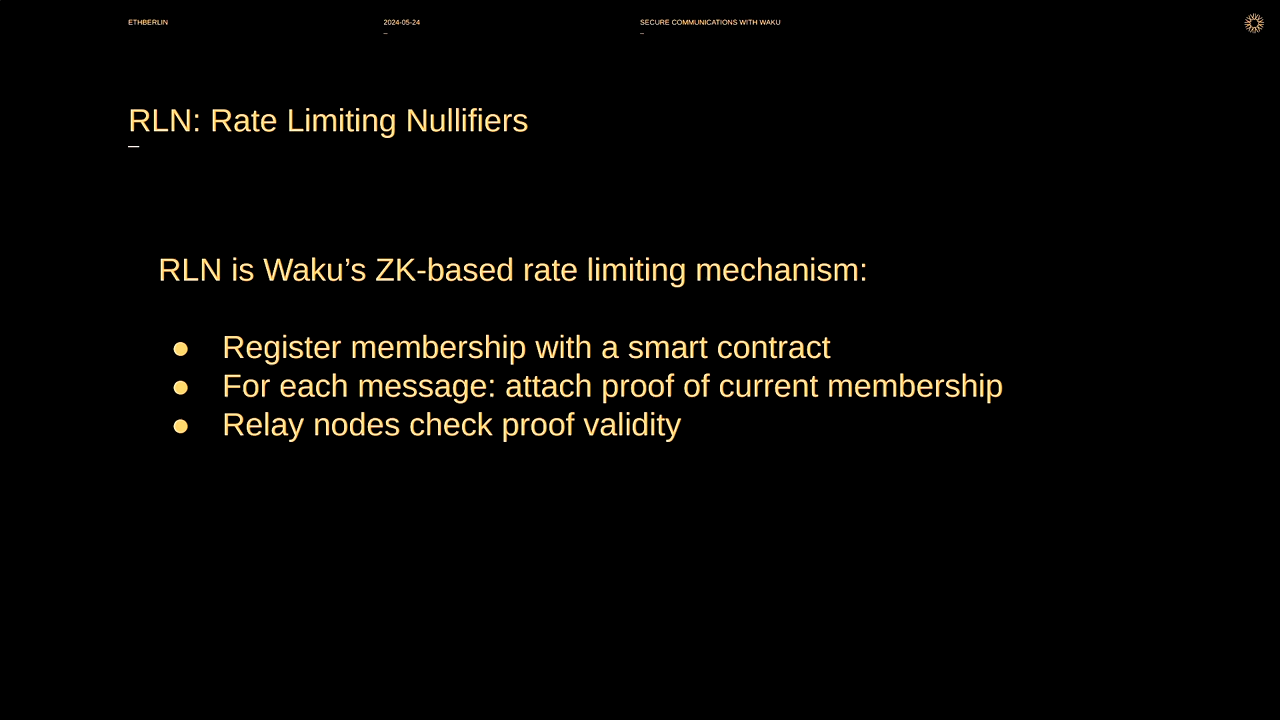 ETHBERLIN
2024-05-24
_
SECURE COMMUNICATIONS WITH WAKU
_
RLN: Rate Limiting Nullifiers
_
RLN is Waku’s ZK-based rate limiting mechanism:
● Register membership with a smart contract
● For each message: attach proof of current membership
● Relay nodes check proof validity